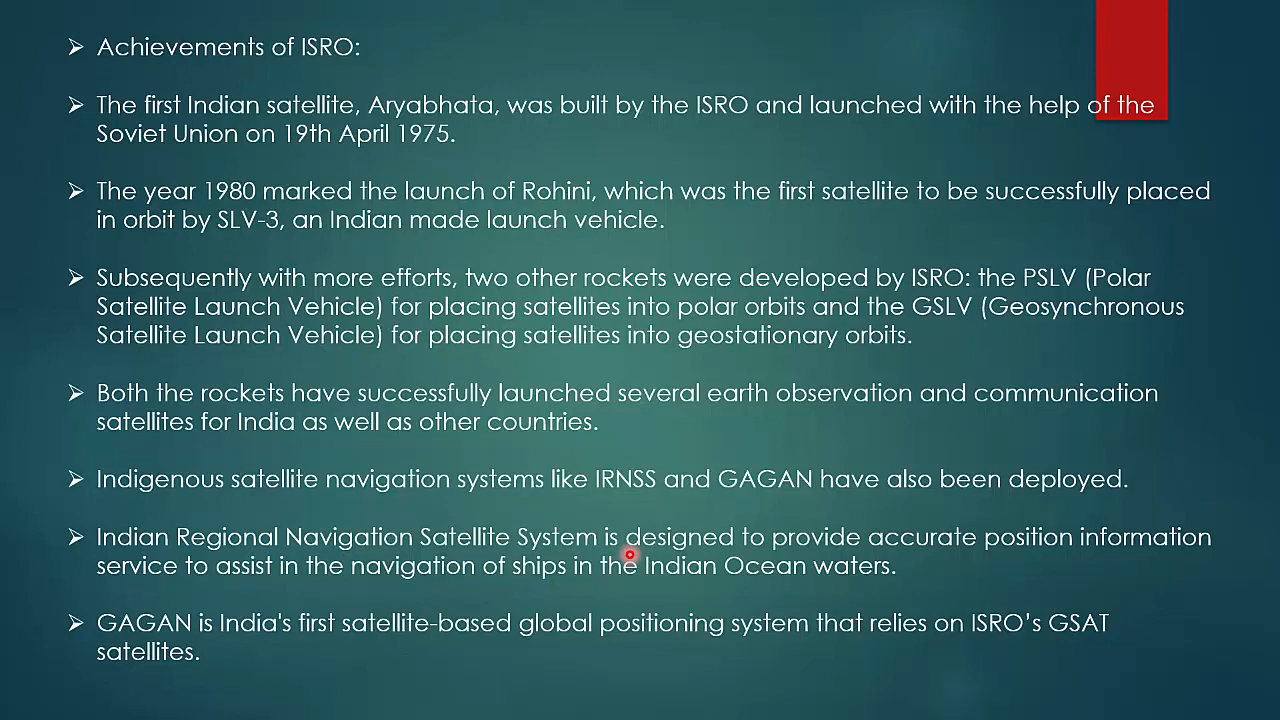 Achievements of ISRO:
The first Indian satellite, Aryabhata, was built by the ISRO and launched with the help of the
Soviet Union on 19th April 1975.
The year 1980 marked the launch of Rohini, which was the first satellite to be successfully placed
in orbit by SLV-3, an Indian made launch vehicle.
Subsequently with more efforts, two other rockets were developed by ISRO: the PSLV (Polar
Satellite Launch Vehicle) for placing satellites into polar orbits and the GSLV (Geosynchronous
Satellite Launch Vehicle) for placing satellites into geostationary orbits.
Both the rockets have successfully launched several earth observation and communication
satellites for India as well as other countries.
Indigenous satellite navigation systems like IRNSS and GAGAN have also been deployed.
Indian Regional Navigation Satellite System is designed to provide accurate position information
service to assist in the navigation of ships in the Indian Ocean waters.
GAGAN is India's first satellite-based global positioning system that relies on ISRO's GSAT
satellites.